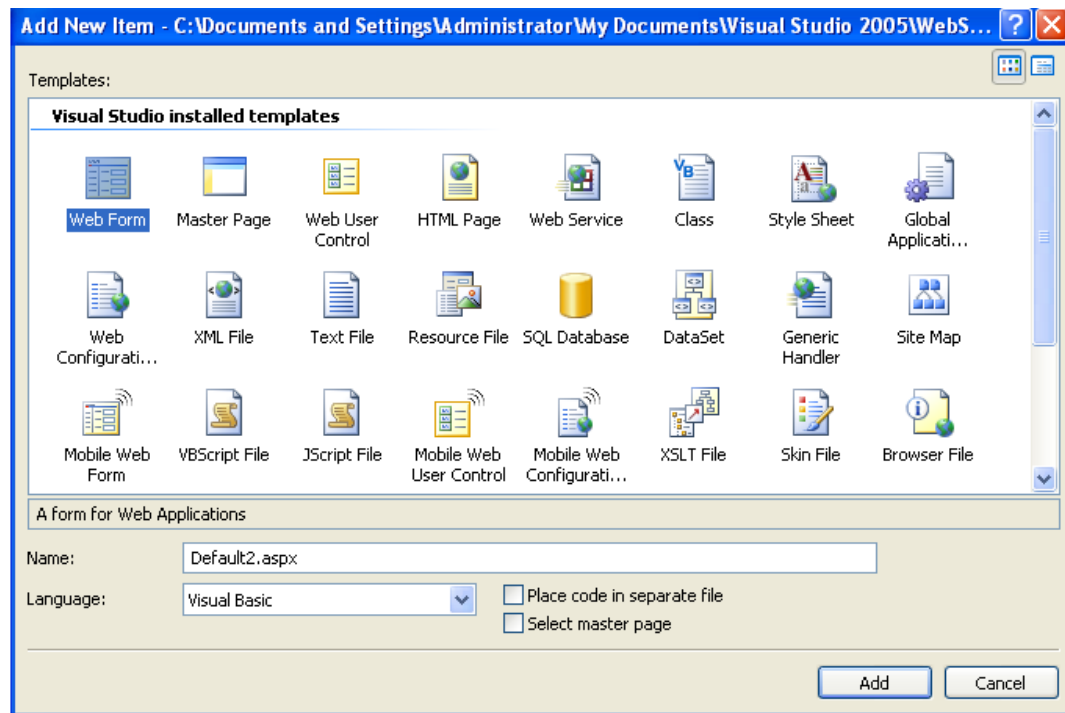 Add New Item - C:\Documents and Settings\Administrator\My Documents\Visual Studio 2005\WebS...
Templates:
Visual Studio installed templates
Web Form
Master Page
Web User
Control
HTML Page
Web Service
Class
Style Sheet
Global
Applicati...
Web
Configurati...
XML File
Text File
Resource File
SQL Database
DataSet
Generic
Handler
Site Map
Mobile Web
Form
VBScript File
JScript File
Mobile Web
User Control
Mobile Web
Configurati...
XSLT File
Skin File
Browser File
A form for Web Applications
Name:
Default2.aspx
Language:
Visual Basic
Place code in separate file
Select master page
Add
Cancel